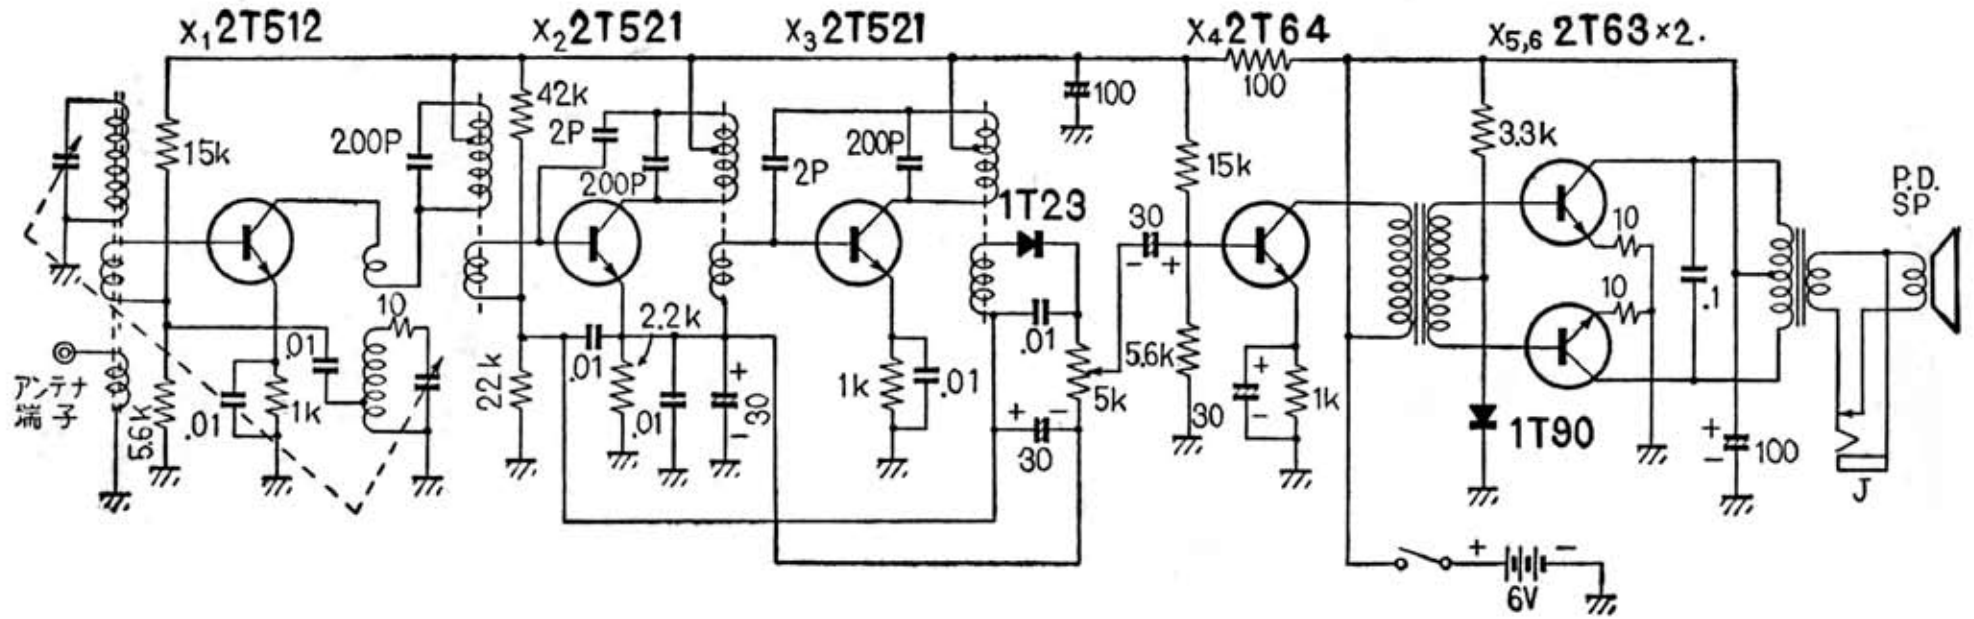 X₁ 2T512
X₂ 2T521
X₃ 2T521
X₄ 2T64
X₅,₆ 2T63×2.
15k
200P
42k
2P
200P
2P
200P
1T23
100
100
15k
30
- +
3.3k
10
10
.1
P.D.
SP
アンテナ
端子
5.6k
.01
1k
.01
10
22k
.01
2.2k
.01
+
- 30
1k
.01
.01
5k
+ -
30
5.6k
30
+
-
1k
1T90
+
- 100
J
+ -
6V